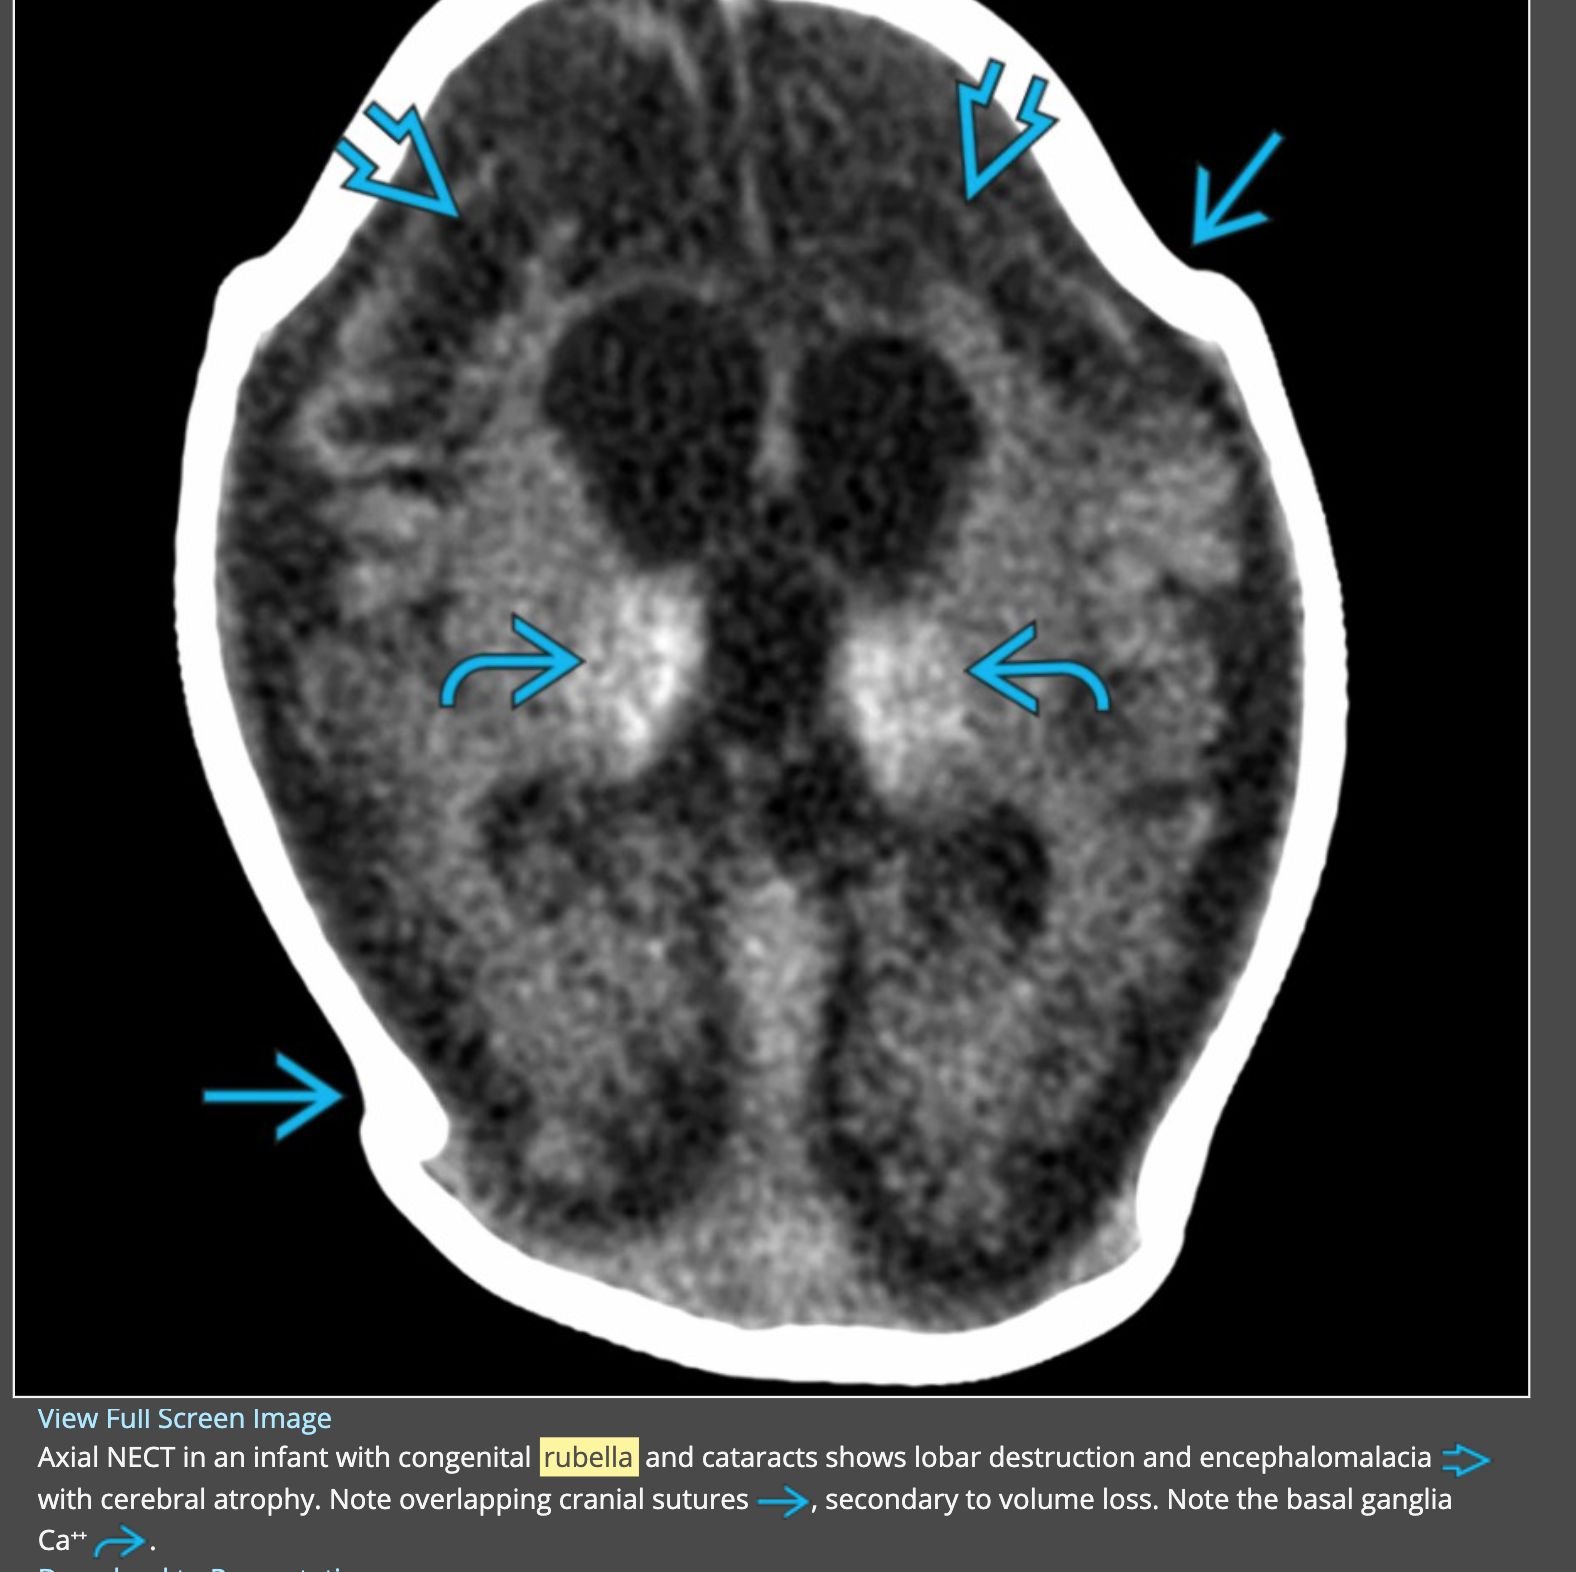 View Full Screen Image
Axial NECT in an infant with congenital rubella and cataracts shows lobar destruction and encephalomalacia
with cerebral atrophy. Note overlapping cranial sutures , secondary to volume loss. Note the basal ganglia
Ca⁺⁺ .